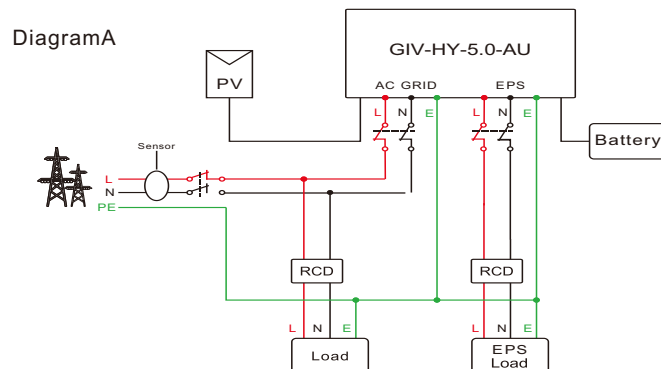 DiagramA
GIV-HY-5.0-AU
AC GRID
EPS
PV
L
N
E
L
N
E
Battery
Sensor
L
N
PE
RCD
RCD
L
N
E
L
N
E
Load
EPS
Load